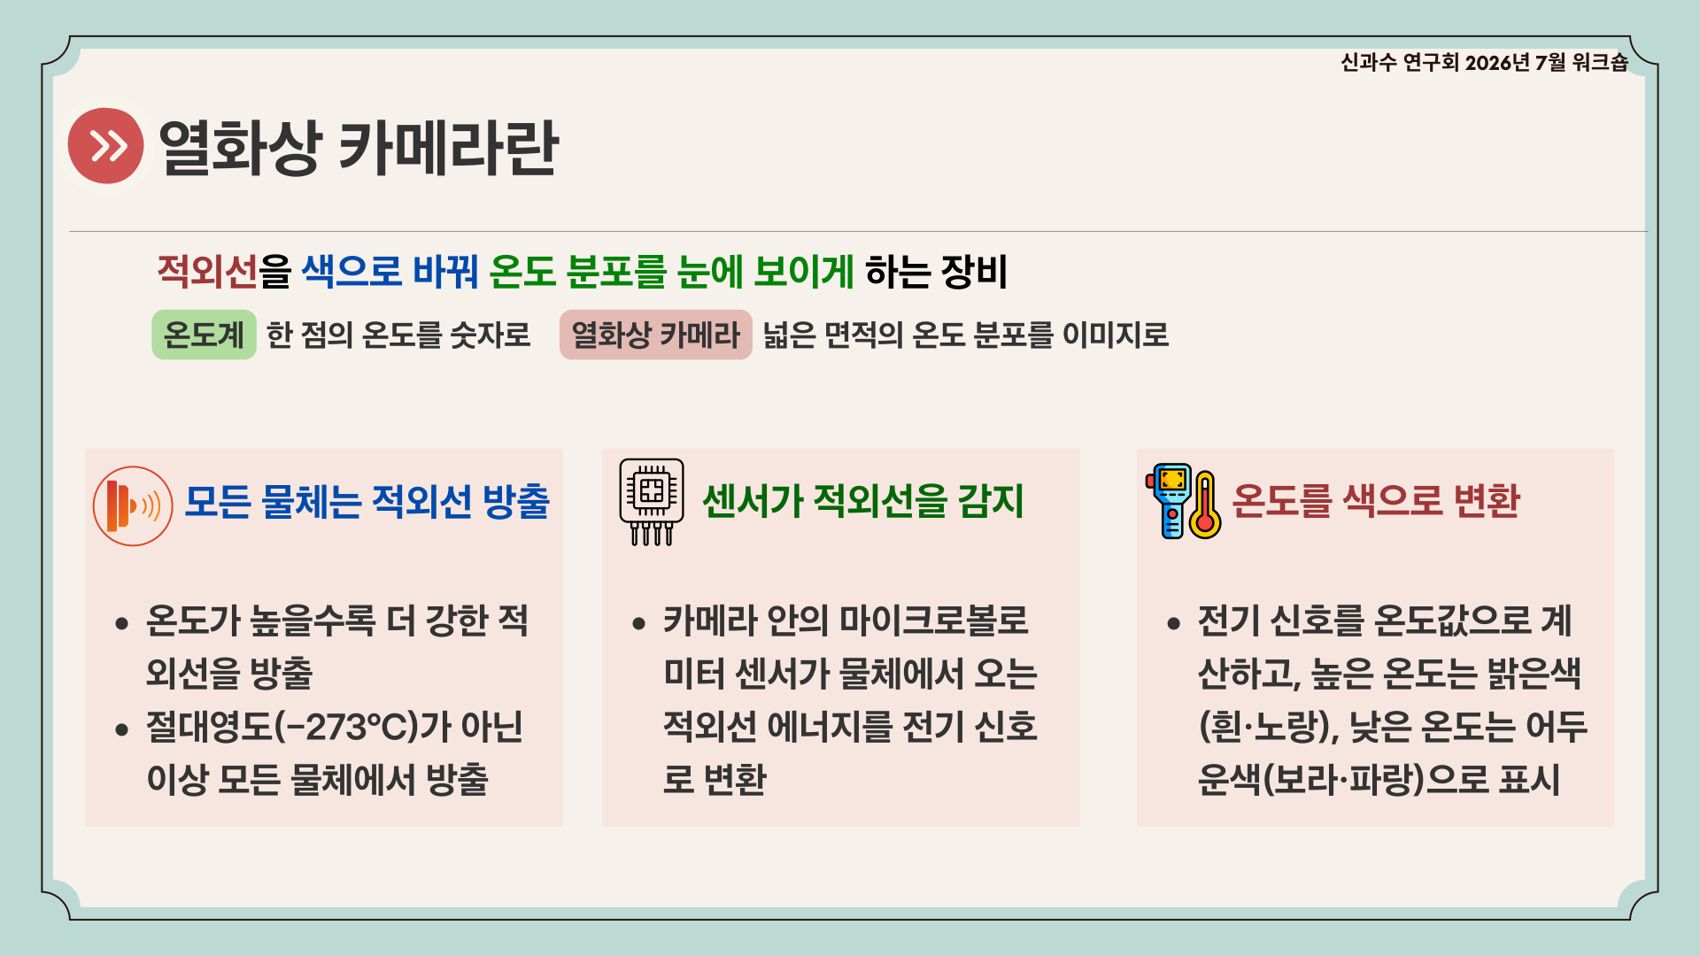 신과수 연구회 2026년 7월 워크숍
열화상 카메라란
적외선을 색으로 바꿔 온도 분포를 눈에 보이게 하는 장비
온도계 한 점의 온도를 숫자로 열화상 카메라 넓은 면적의 온도 분포를 이미지로
모든 물체는 적외선 방출
• 온도가 높을수록 더 강한 적
외선을 방출
• 절대영도(-273°C)가 아닌
이상 모든 물체에서 방출
센서가 적외선을 감지
• 카메라 안의 마이크로볼로
미터 센서가 물체에서 오는
적외선 에너지를 전기 신호
로 변환
온도를 색으로 변환
• 전기 신호를 온도값으로 계
산하고, 높은 온도는 밝은색
(흰·노랑), 낮은 온도는 어두
운색(보라·파랑)으로 표시